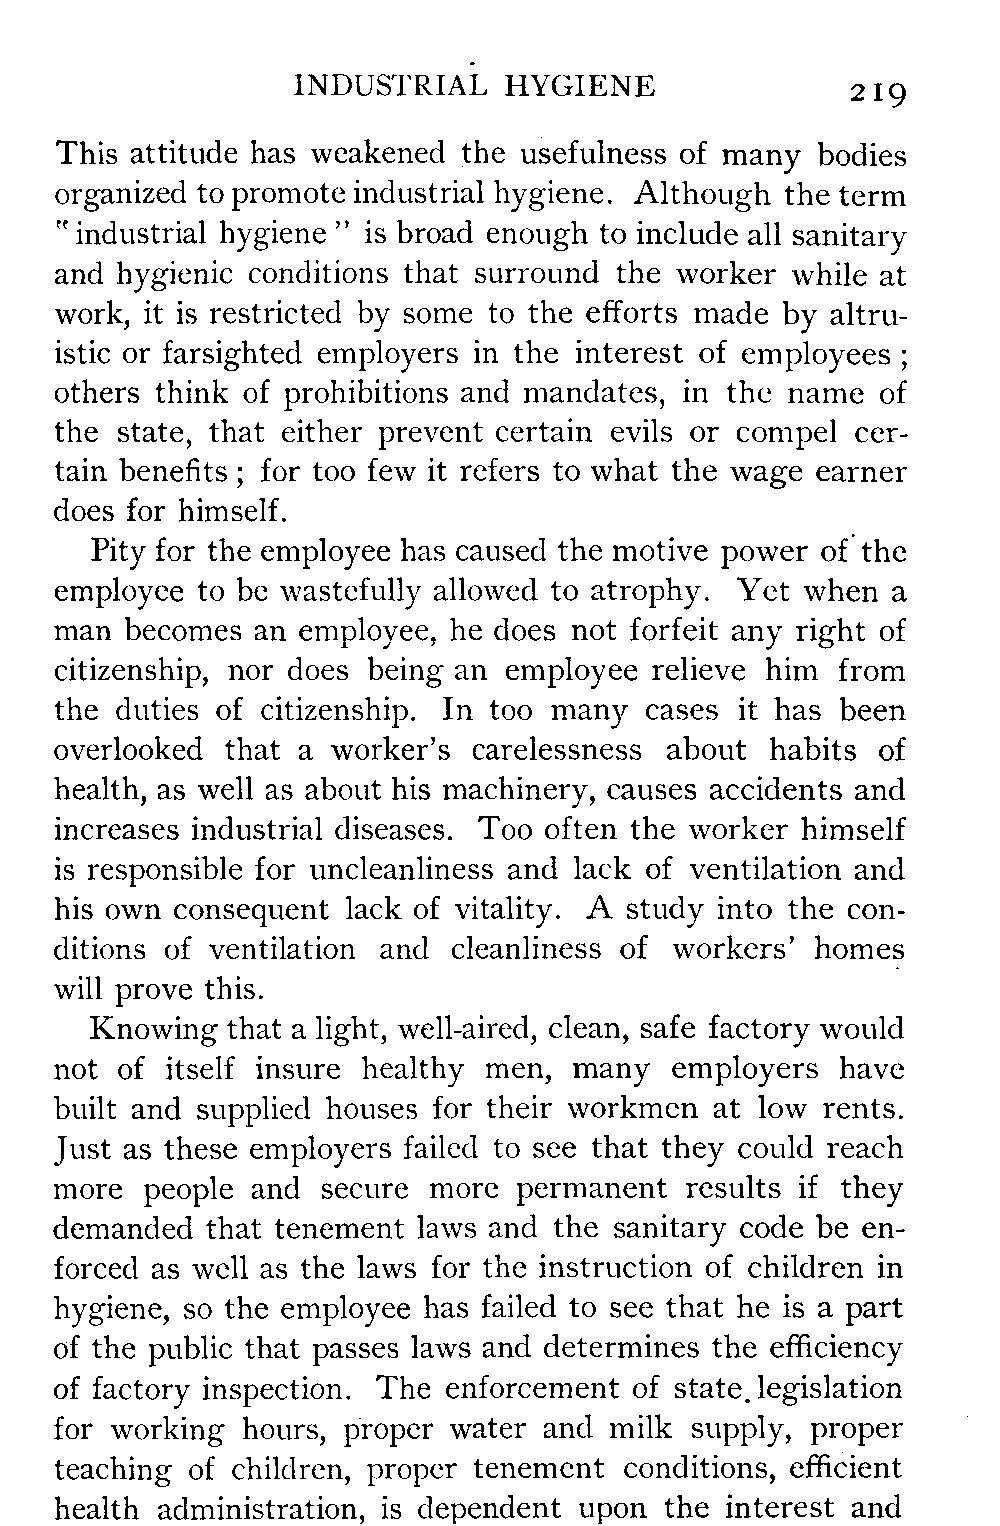 INDUSTRIAL HYGIENE 219
This attitude has weakened the usefulness of many bodies
organized to promote industrial hygiene. Although the term
"industrial hygiene" is broad enough to include all sanitary
and hygienic conditions that surround the worker while at
work, it is restricted by some to the efforts made by altru-
istic or farsighted employers in the interest of employees;
others think of prohibitions and mandates, in the name of
the state, that either prevent certain evils or compel cer-
tain benefits; for too few it refers to what the wage earner
does for himself.
Pity for the employee has caused the motive power of the
employee to be wastefully allowed to atrophy. Yet when a
man becomes an employee, he does not forfeit any right of
citizenship, nor does being an employee relieve him from
the duties of citizenship. In too many cases it has been
overlooked that a worker's carelessness about habits of
health, as well as about his machinery, causes accidents and
increases industrial diseases. Too often the worker himself
is responsible for uncleanliness and lack of ventilation and
his own consequent lack of vitality. A study into the con-
ditions of ventilation and cleanliness of workers' homes
will prove this.
Knowing that a light, well-aired, clean, safe factory would
not of itself insure healthy men, many employers have
built and supplied houses for their workmen at low rents.
Just as these employers failed to see that they could reach
more people and secure more permanent results if they
demanded that tenement laws and the sanitary code be en-
forced as well as the laws for the instruction of children in
hygiene, so the employee has failed to see that he is a part
of the public that passes laws and determines the efficiency
of factory inspection. The enforcement of state legislation
for working hours, proper water and milk supply, proper
teaching of children, proper tenement conditions, efficient
health administration, is dependent upon the interest and